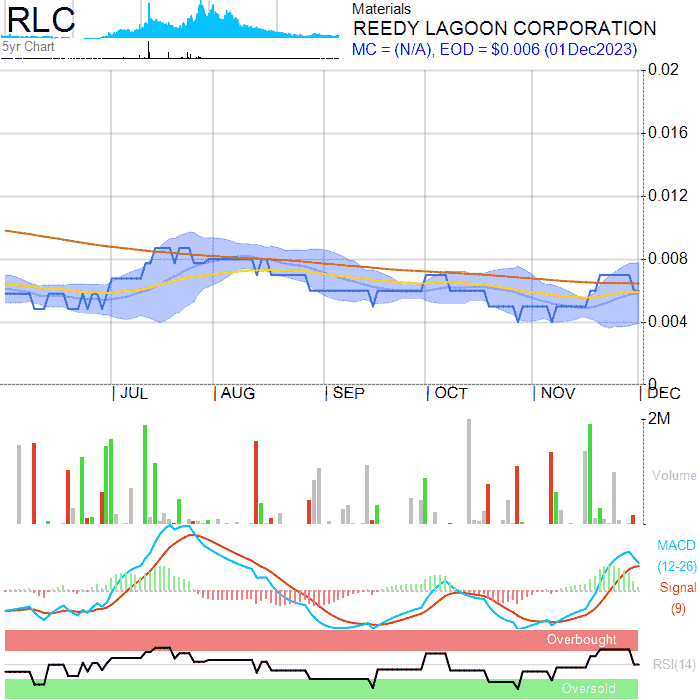 RLC
5yr Chart
Materials
REEDY LAGOON CORPORATION
MC = (N/A), EOD = $0.006 (01Dec2023)
0.02
0.016
0.012
0.008
0.004
0
JUL
AUG
SEP
OCT
NOV
DEC
2M
Volume
MACD
(12-26)
Signal
(9)
Overbought
RSI(14)
Oversold